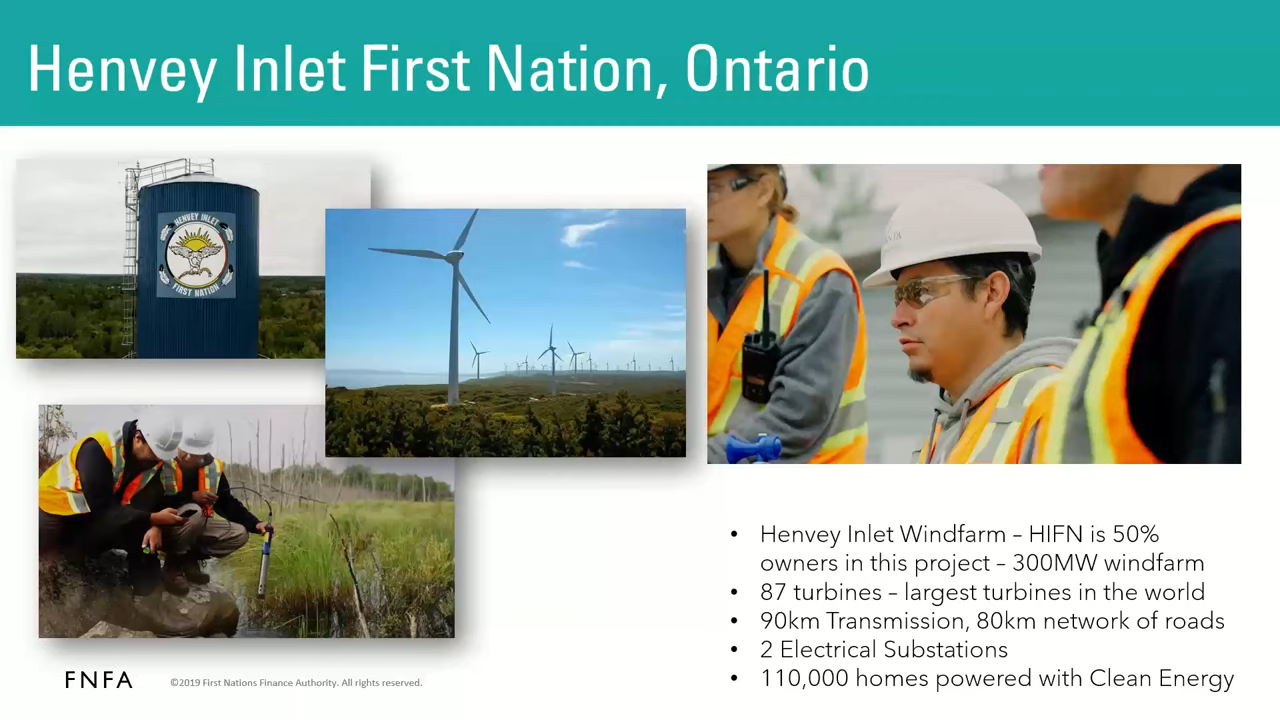 Henvey Inlet First Nation, Ontario
HENVEY INLET
FIRST NATION
• Henvey Inlet Windfarm – HIFN is 50%
owners in this project – 300MW windfarm
• 87 turbines – largest turbines in the world
• 90km Transmission, 80km network of roads
• 2 Electrical Substations
• 110,000 homes powered with Clean Energy
FNFA
©2019 First Nations Finance Authority. All rights reserved.